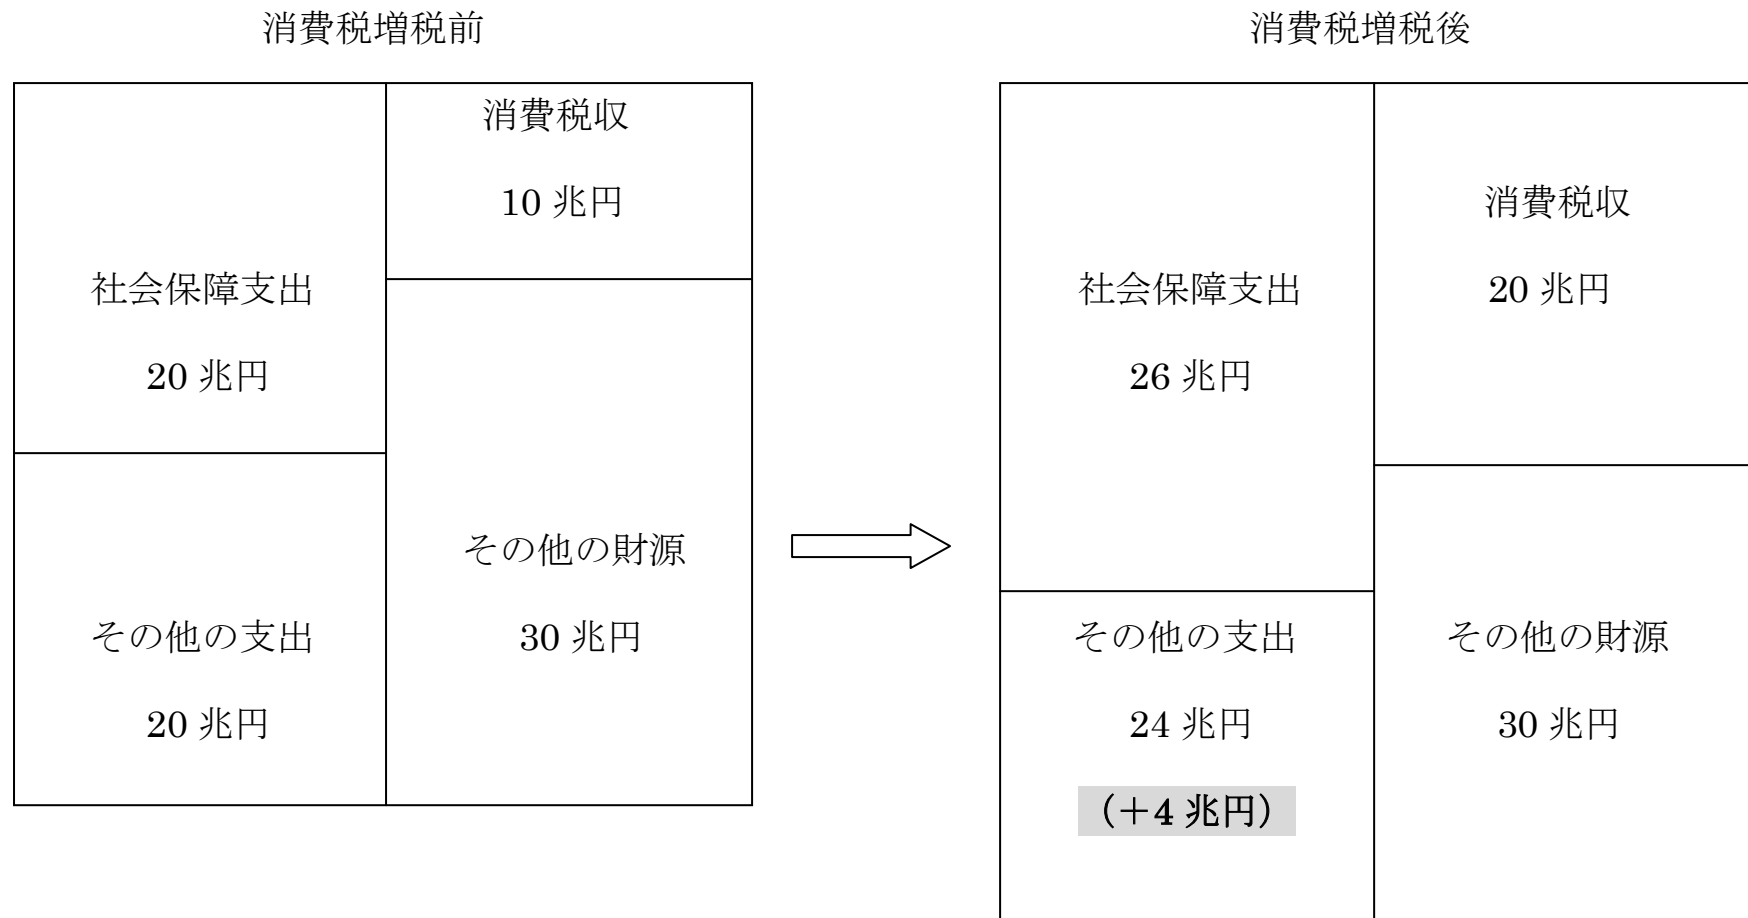 消費税増税前
社会保障支出
20 兆円
その他の支出
20 兆円
消費税収
10 兆円
その他の財源
30 兆円
消費税増税後
社会保障支出
26 兆円
その他の支出
24 兆円
（＋4 兆円）
消費税収
20 兆円
その他の財源
30 兆円